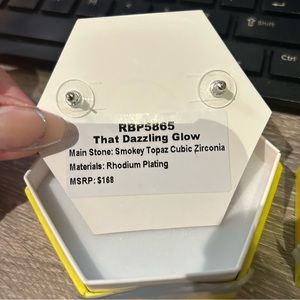 RBP5865
That Dazzling Glow
Main Stone: Smokey Topaz Cubic Zirconia
Materials: Rhodium Plating
MSRP: $168